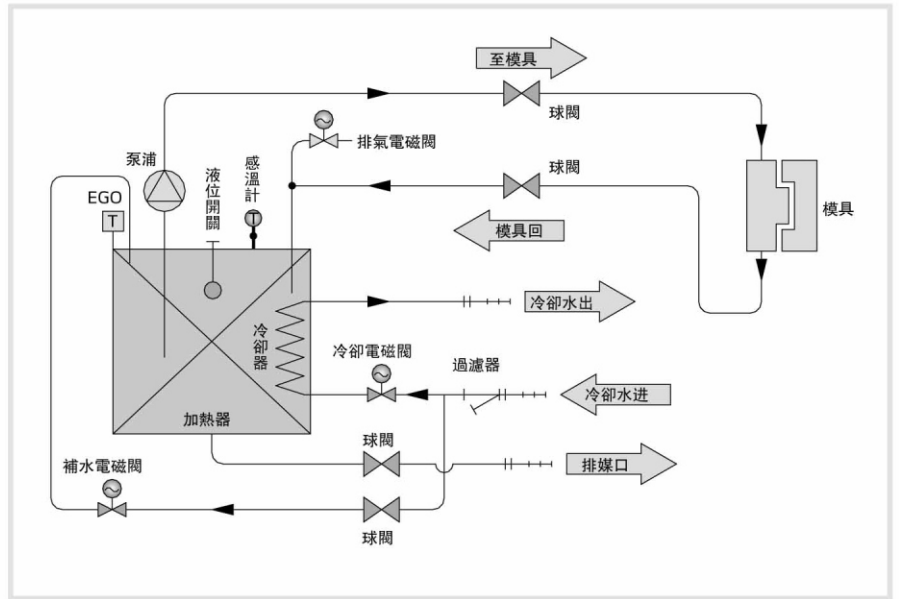 至模具
球閥
排氣電磁閥
泵浦
液位開關
感溫計
球閥
EGO
T
T
模具回
模具
冷卻水出
冷卻器
冷卻電磁閥
過濾器
冷卻水进
加熱器
球閥
排媒口
補水電磁閥
球閥